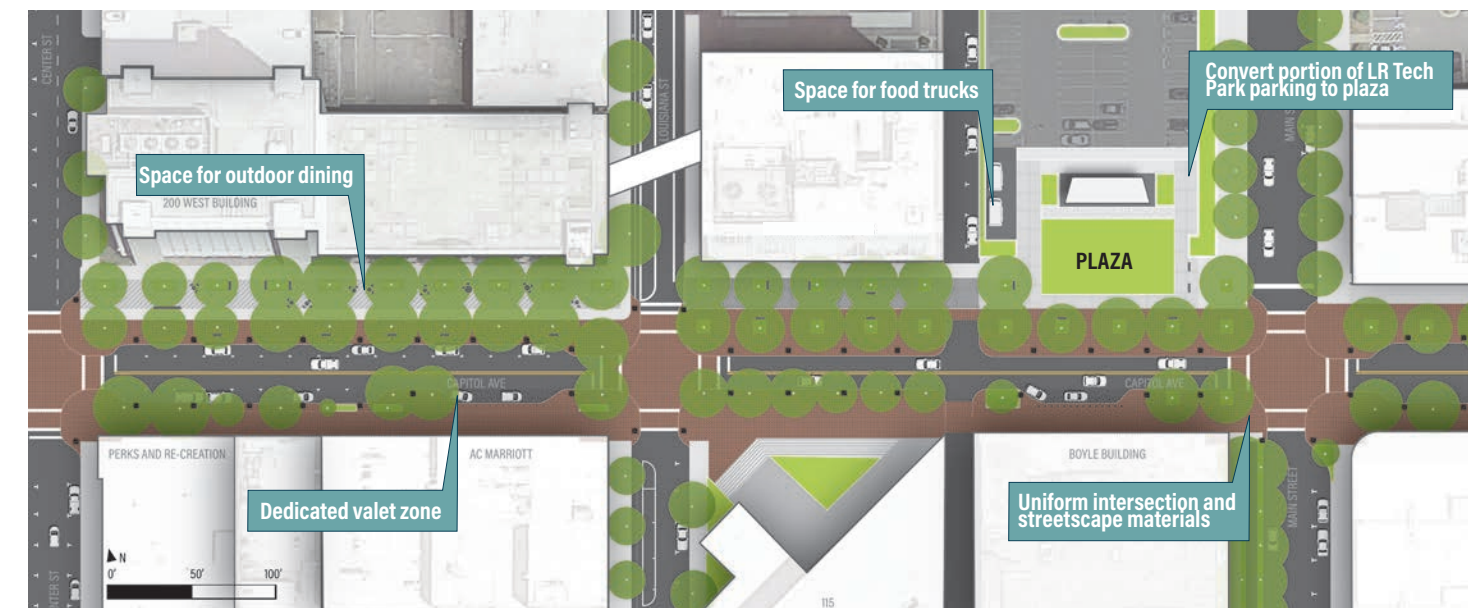 CENTER ST
LOUISIANA ST
MAIN
Space for food trucks
Convert portion of LR Tech
Park parking to plaza
Space for outdoor dining
200 WEST BUILDING
PLAZA
CAPITOL AVE
CAPITOL AVE
PERKS AND RE-CREATION
AC MARRIOTT
BOYLE BUILDING
Dedicated valet zone
Uniform intersection and
streetscape materials
MAIN STREET
N
0'
50'
100'
CENTER ST
115